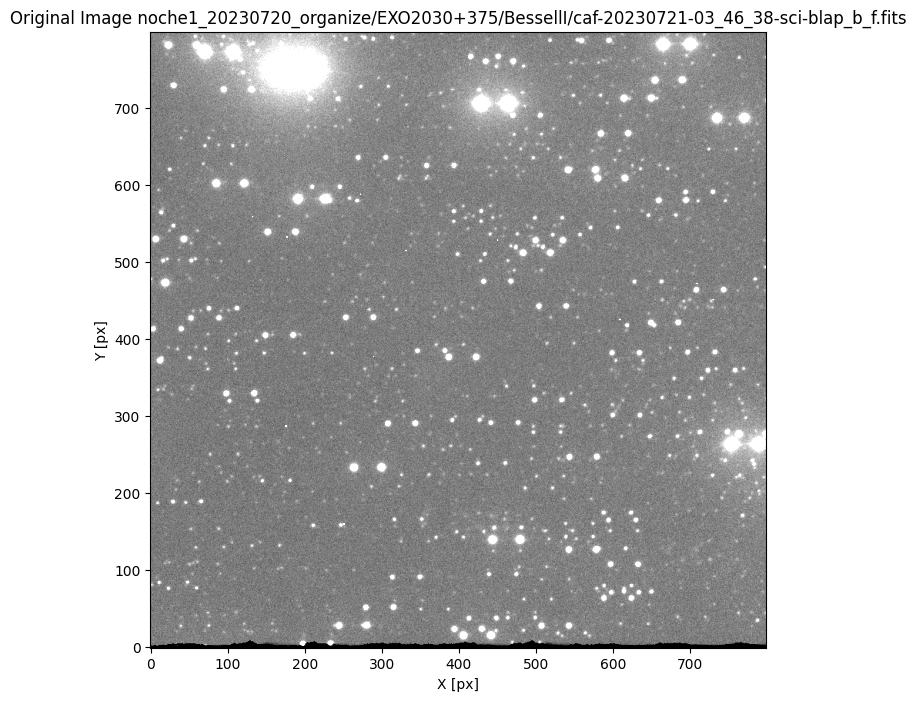 Original Image noche1_20230720_organize/EXO2030+375/BessellI/caf-20230721-03_46_38-sci-blap_b_f.fits
700
600
500
400
300
200
100
0
Y [px]
0 100 200 300 400 500 600 700
X [px]